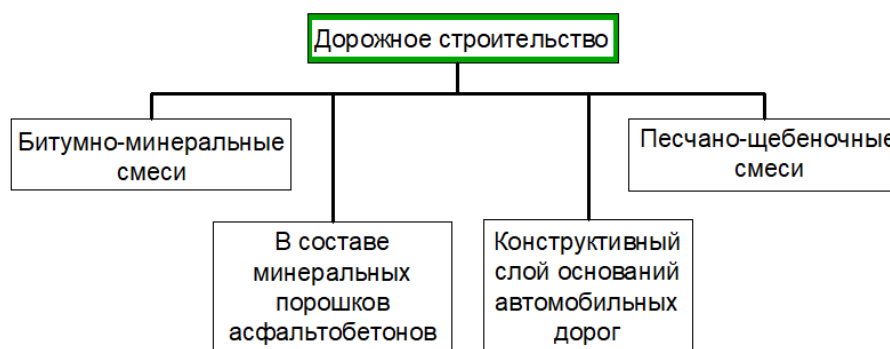 Дорожное строительство
Битумно-минеральные
смеси
Песчано-щебеночные
смеси
В составе
минеральных
порошков
асфальтобетонов
Конструктивный
слой оснований
автомобильных
дорог